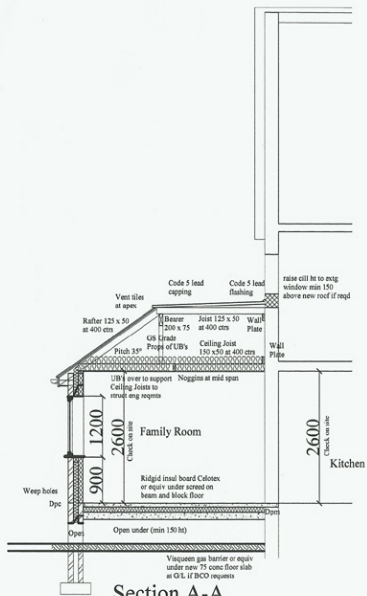 Code 5 lead
capping
Code 5 lead
flashing
raise cill ht to extg
window min 150
above new roof if reqd
Vent tiles
at apex
Rafter 125 x 50
at 400 ctrs
Bearer
200 x 75
Joist 125 x 50
at 400 ctrs
Wall
Plate
GS Grade
Props of UB's
Ceiling Joist
150 x50 at 400 ctrs
Wall
Plate
Pitch 35°
UB's over to support
Ceiling Joists to
struct eng reqmts
Noggins at mid span
1200
2600
Check on site
Family Room
2600
Check on site
Kitchen
900
Ridgid insul board Celotex
or equiv under screed on
beam and block floor
Weep holes
Dpc
Dpm
Open
Open under (min 150 ht)
Visqueen gas barrier or equiv
under new 75 conc floor slab
at G/L if BCO requests
Section A-A